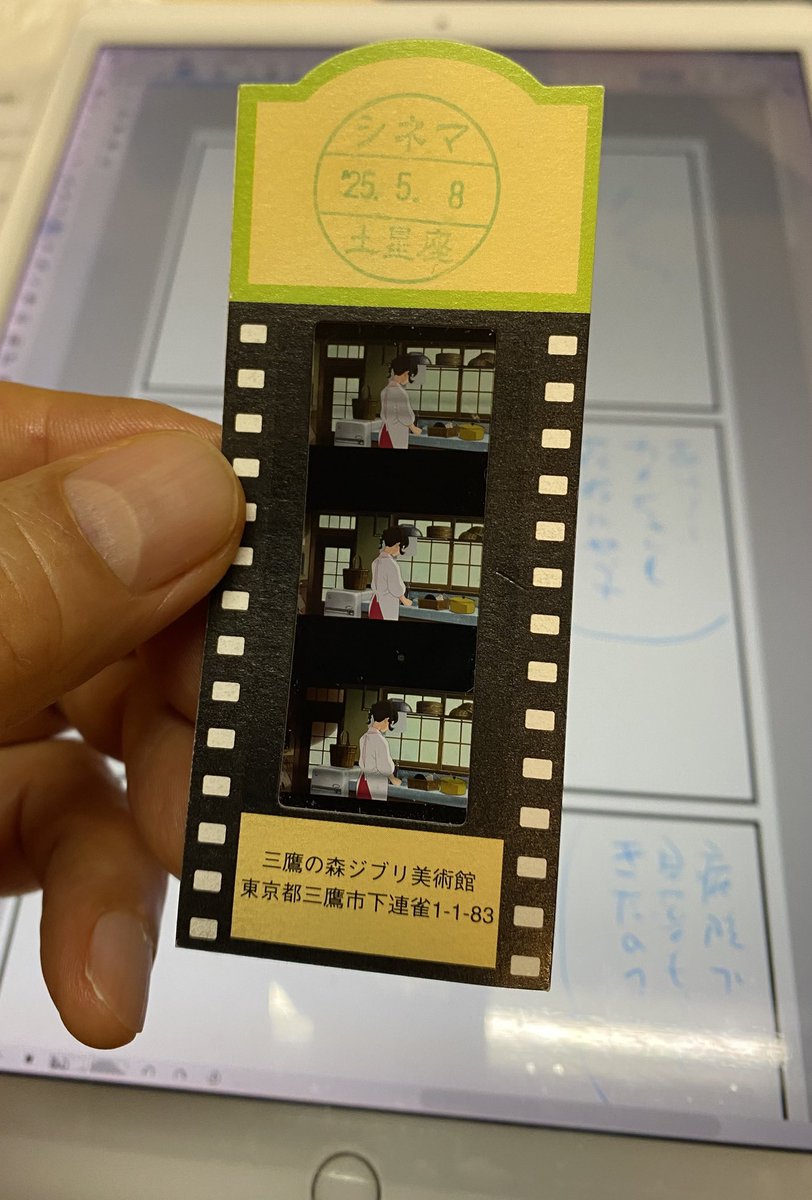 シネマ
'25. 5. 8
土星座
三鷹の森ジブリ美術館
東京都三鷹市下連雀1-1-83